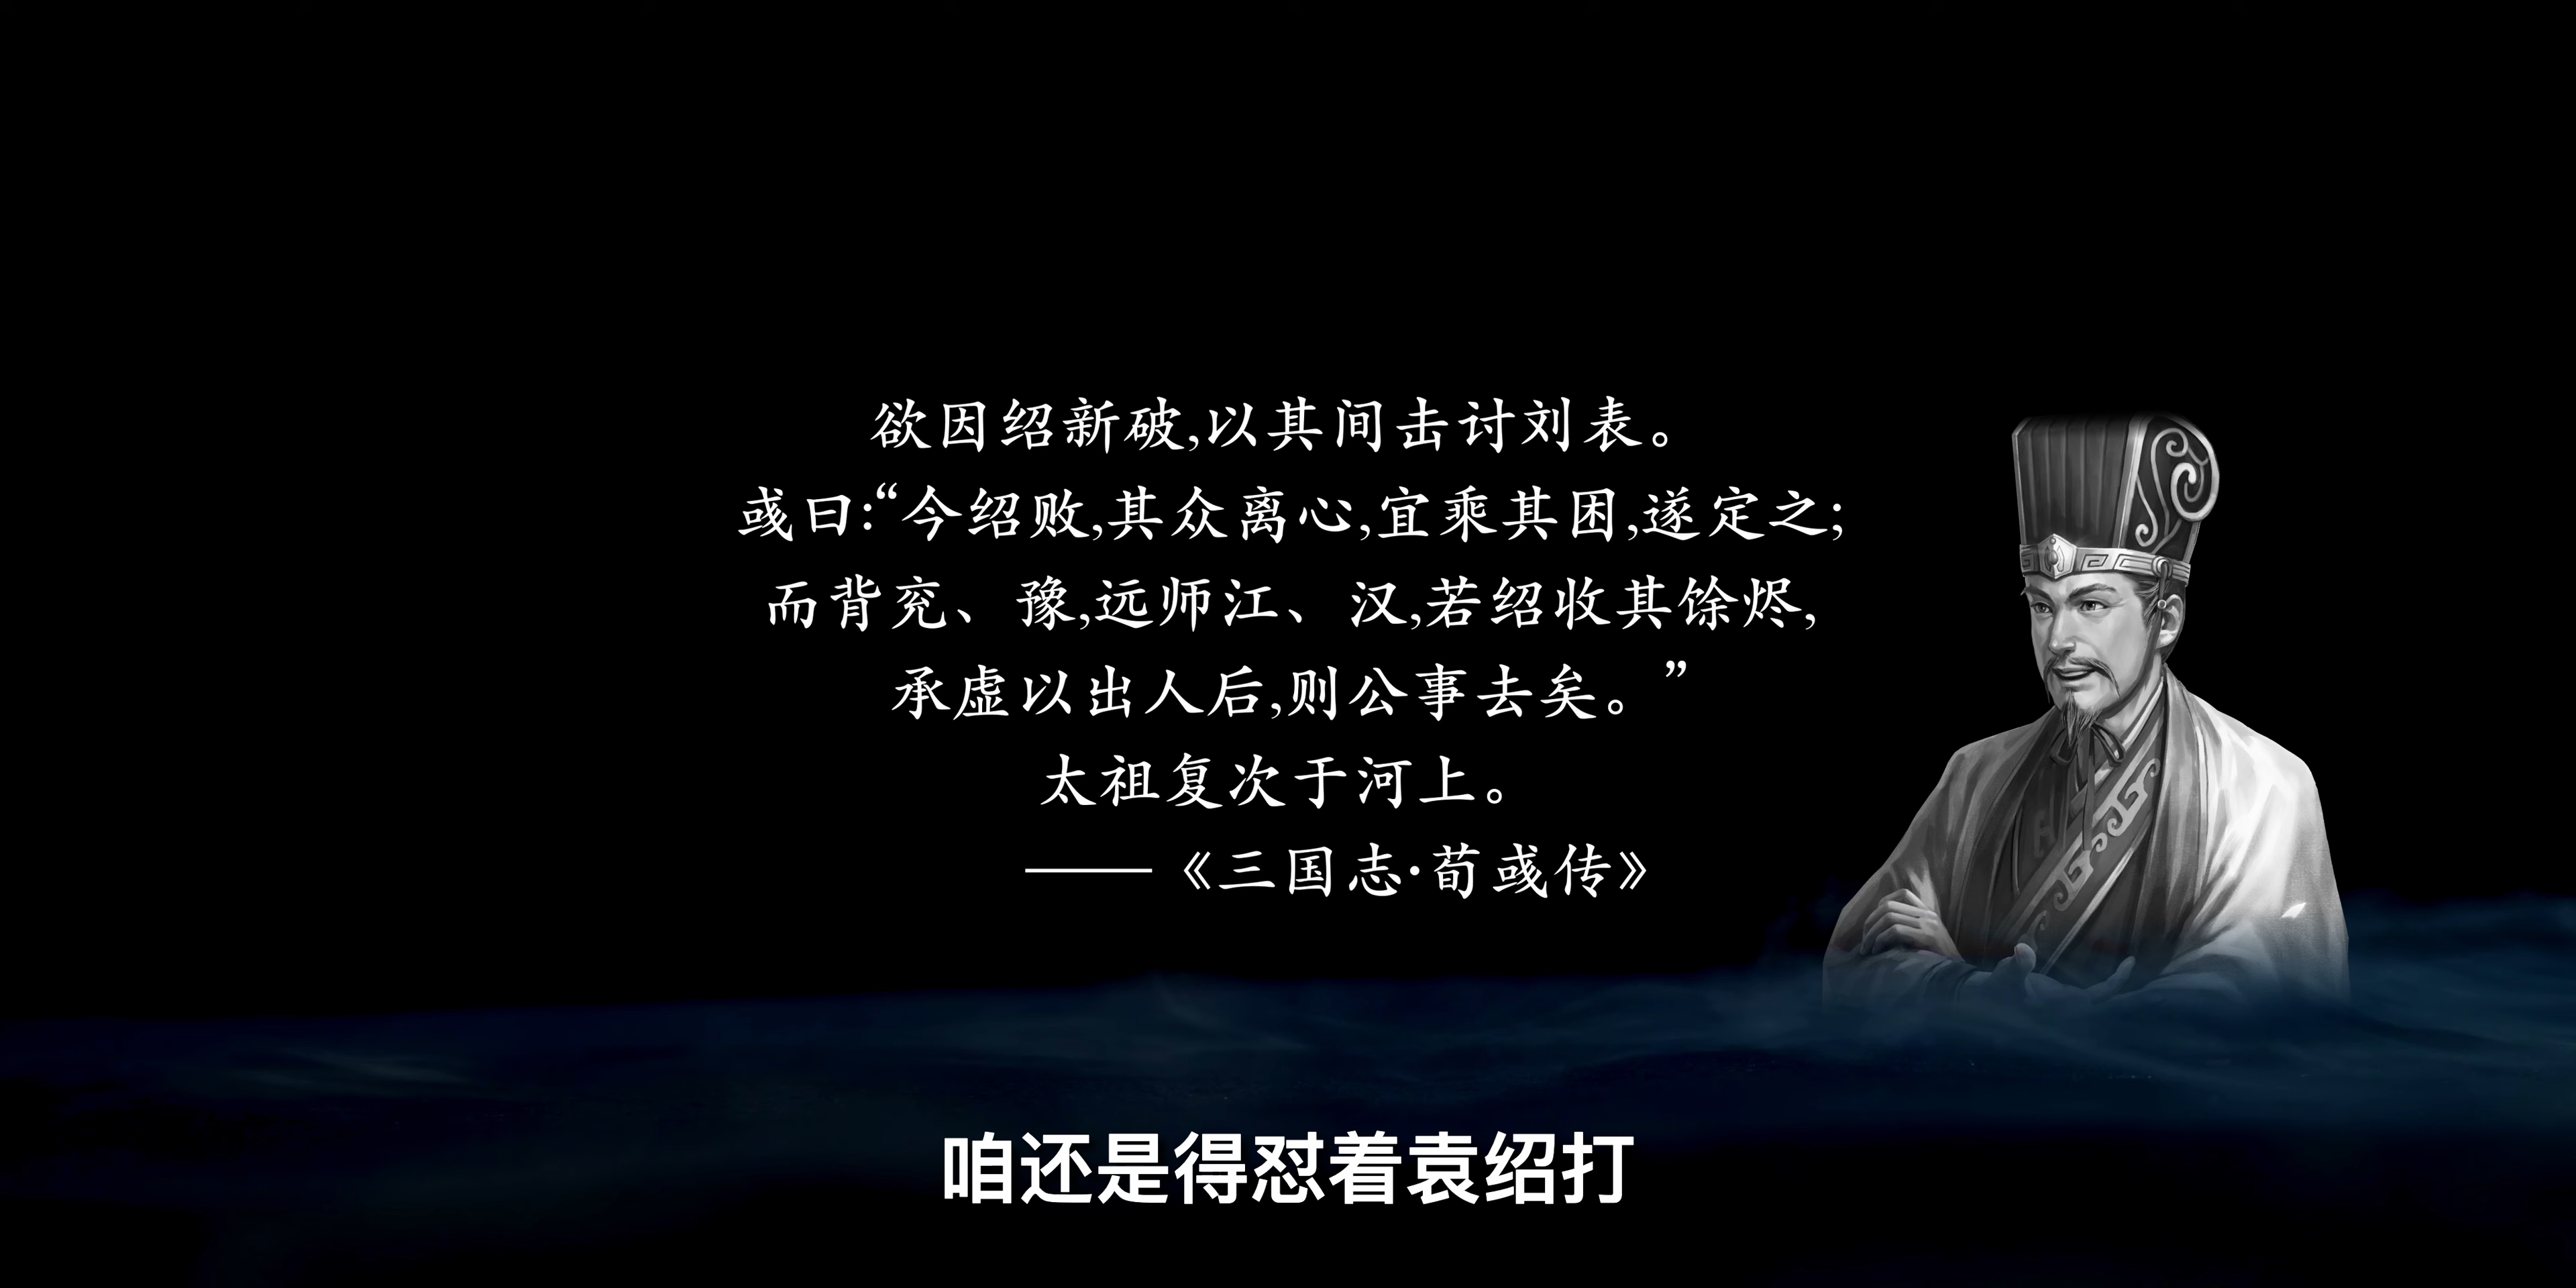 欲因绍新破,以其间击讨刘表。
彧曰:“今绍败,其众离心,宜乘其困,遂定之;
而背兖、豫,远师江、汉,若绍收其馀烬,
承虚以出人后,则公事去矣。”
太祖复次于河上。
——《三国志·荀彧传》
咱还是得怼着袁绍打